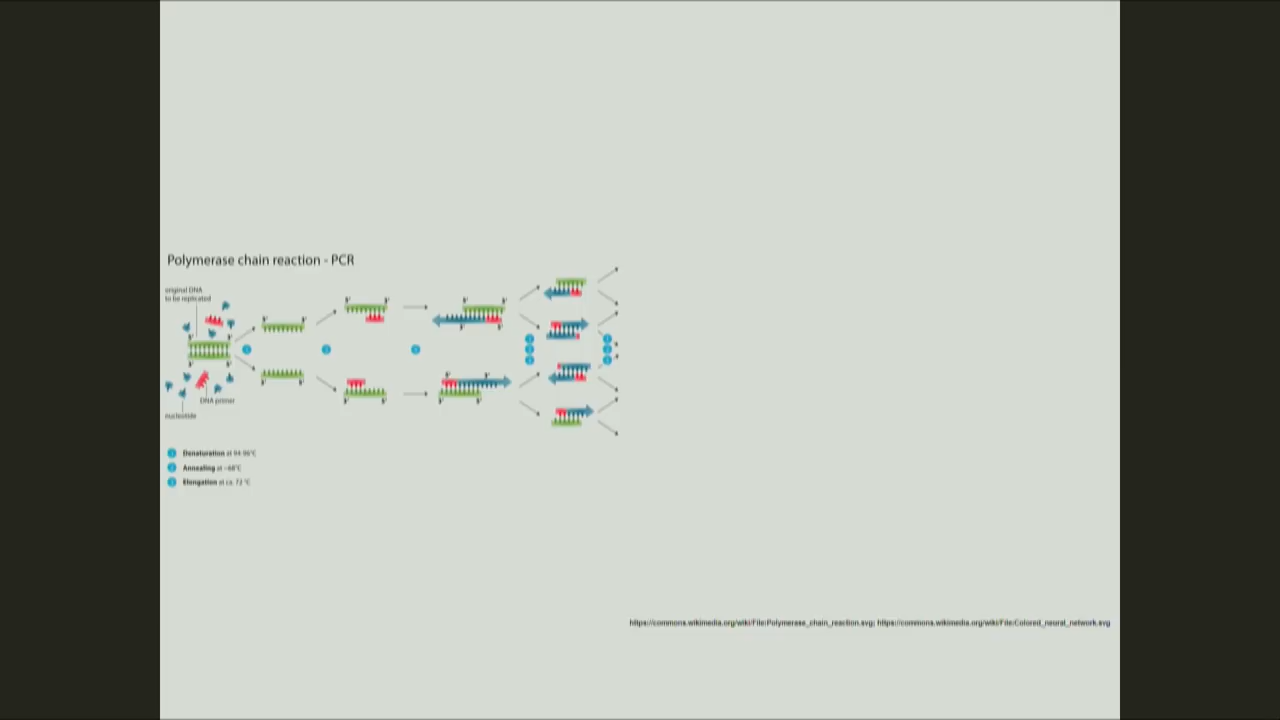 Polymerase chain reaction - PCR
original DNA
to be replicated
DNA primer
nucleotide
Denaturation at 94-96°C
Annealing at ~68°C
Elongation at ca. 72 °C
https://commons.wikimedia.org/wiki/File:Polymerase_chain_reaction.svg; https://commons.wikimedia.org/wiki/File:Colored_neural_network.svg